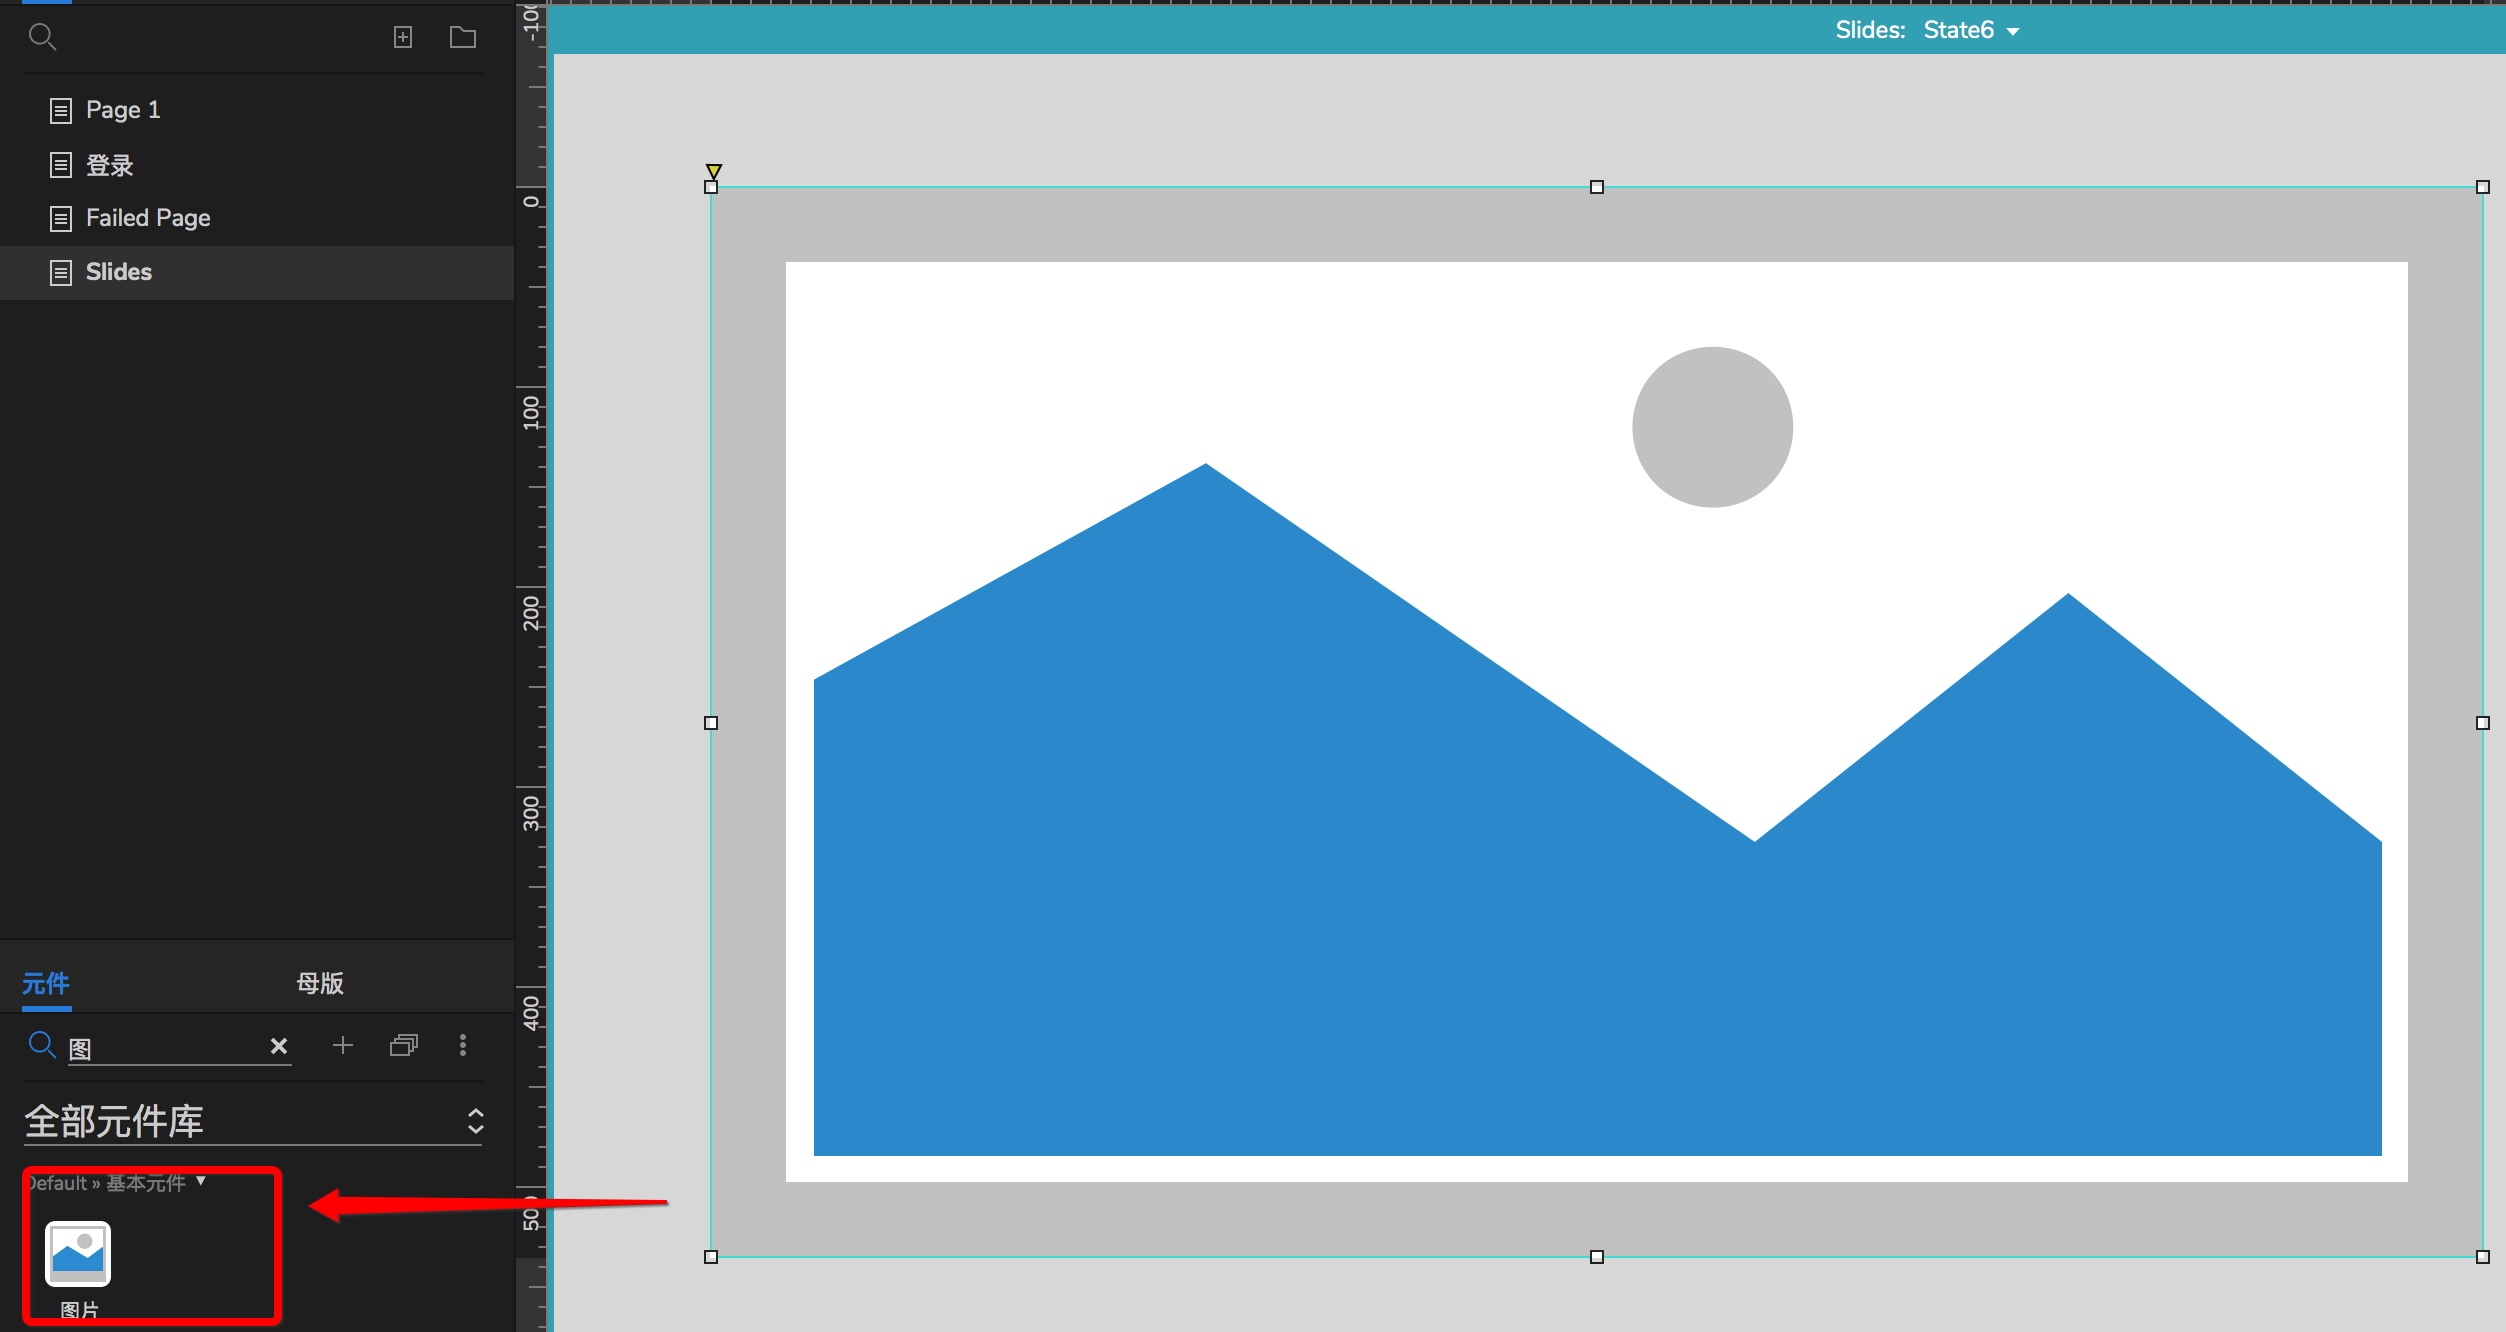 Slides: State6
Page 1
登录
Failed Page
Slides
-100
0
100
200
300
400
500
元件
母版
图
全部元件库
Default » 基本元件
图片